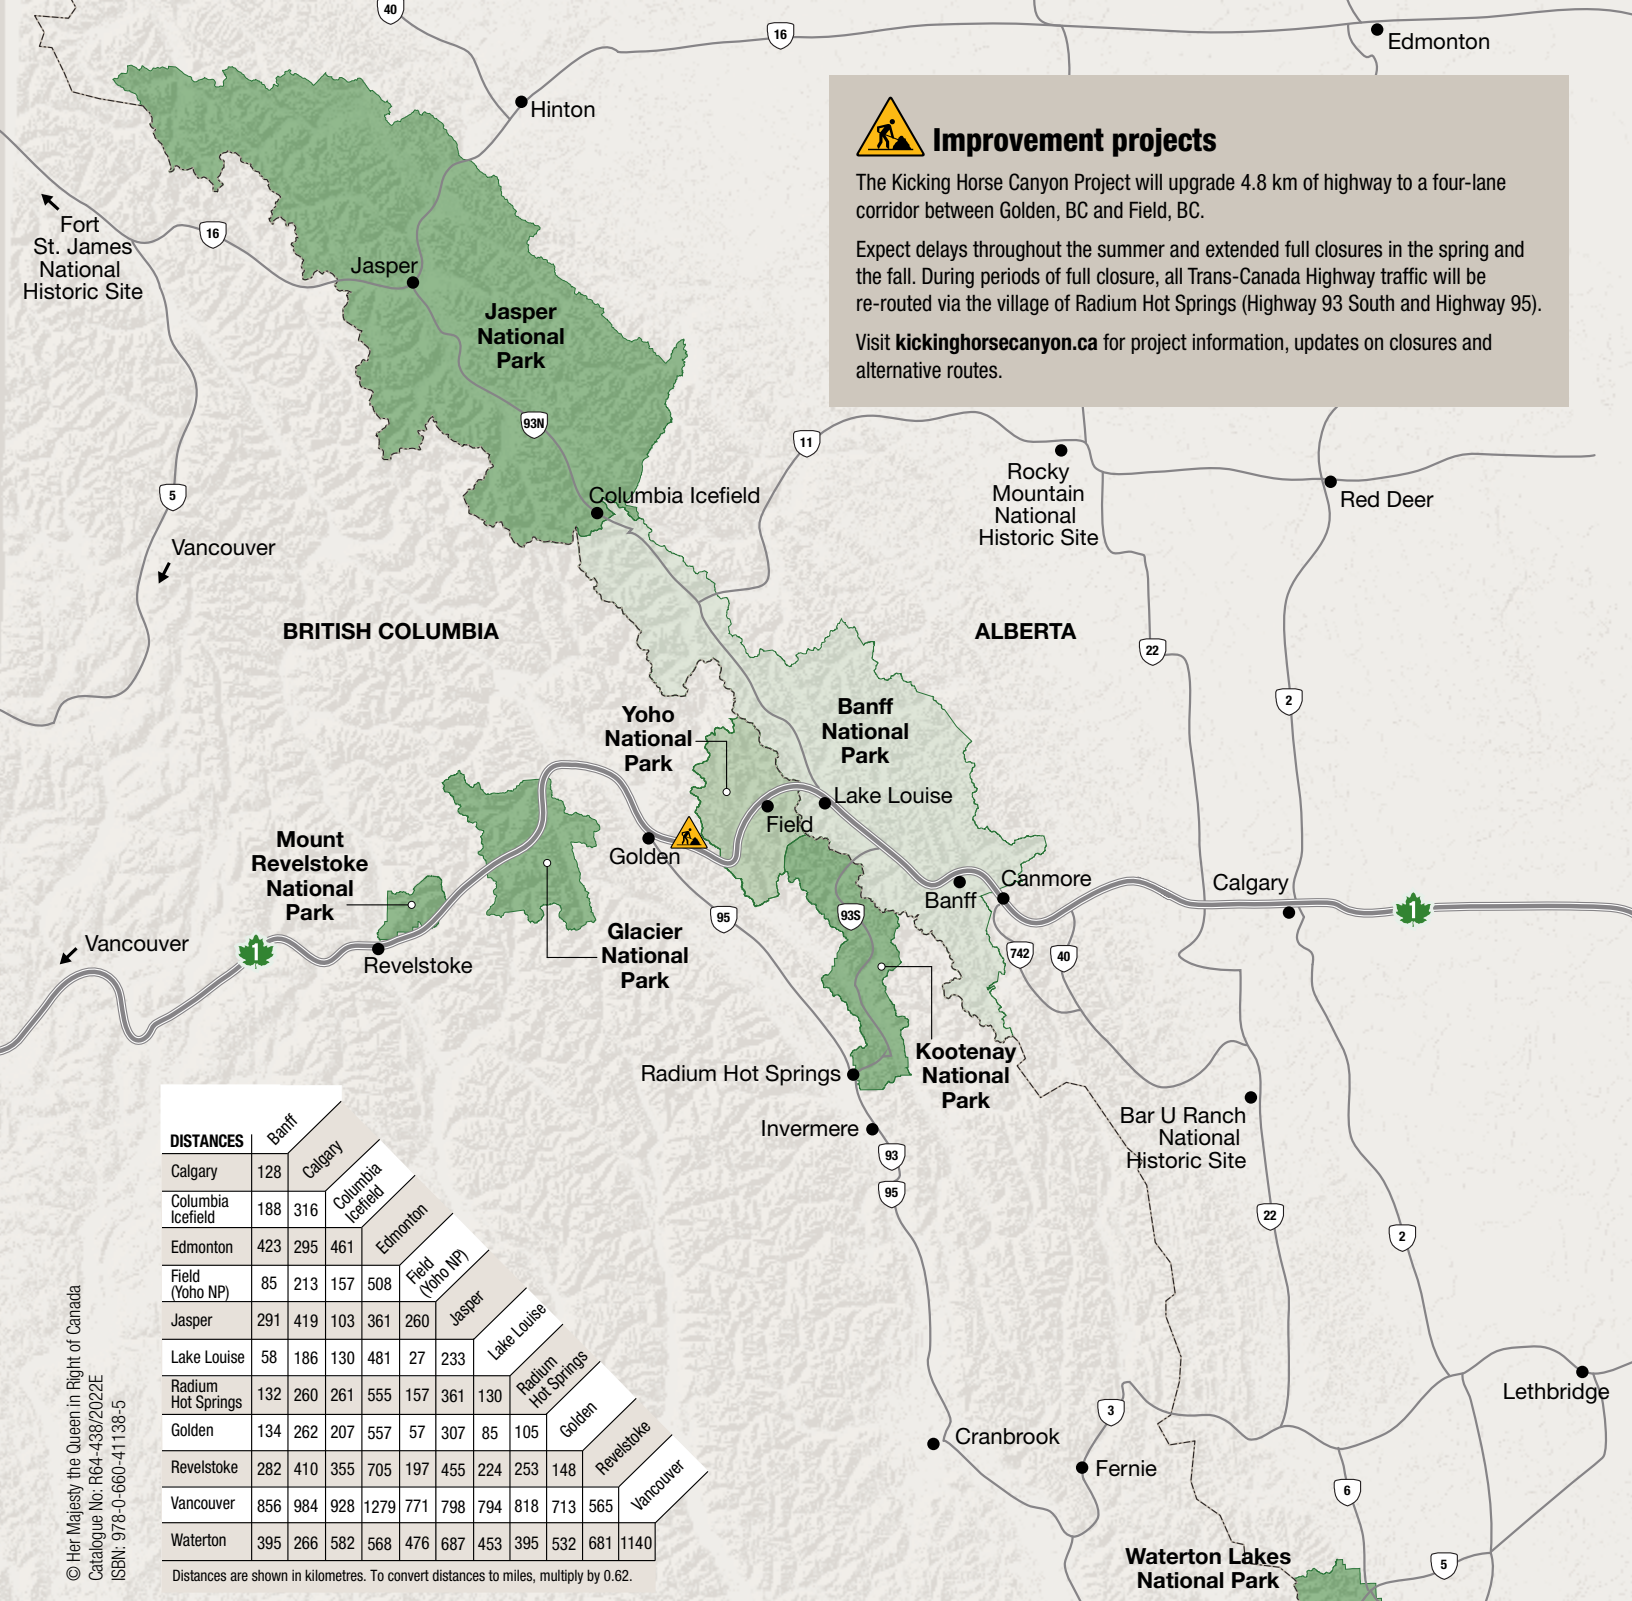 40
16
Edmonton
Hinton
Improvement projects
The Kicking Horse Canyon Project will upgrade 4.8 km of highway to a four-lane
corridor between Golden, BC and Field, BC.
Expect delays throughout the summer and extended full closures in the spring and
the fall. During periods of full closure, all Trans-Canada Highway traffic will be
re-routed via the village of Radium Hot Springs (Highway 93 South and Highway 95).
Visit kickinghorsecanyon.ca for project information, updates on closures and
alternative routes.
Fort
St. James
National
Historic Site
16
Jasper
Jasper
National
Park
93N
11
5
Columbia Icefield
Rocky
Mountain
National
Historic Site
Red Deer
Vancouver
BRITISH COLUMBIA
ALBERTA
22
2
Yoho
National
Park
Banff
National
Park
Lake Louise
Field
Golden
Mount
Revelstoke
National
Park
Canmore
Banff
Calgary
1
95
93S
Glacier
National
Park
742
40
Vancouver
1
Revelstoke
Kootenay
National
Park
Radium Hot Springs
Invermere
Bar U Ranch
National
Historic Site
93
95
22
2
Lethbridge
3
Cranbrook
Fernie
6
5
Waterton Lakes
National Park
DISTANCES
Banff
Calgary 128
Calgary
Columbia
Icefield 188 316
Columbia
Icefield
Edmonton 423 295 461
Edmonton
Field
(Yoho NP) 85 213 157 508
Field
(Yoho NP)
Jasper 291 419 103 361 260
Jasper
Lake Louise 58 186 130 481 27 233
Lake Louise
Radium
Hot Springs 132 260 261 555 157 361 130
Radium
Hot Springs
Golden 134 262 207 557 57 307 85 105
Golden
Revelstoke 282 410 355 705 197 455 224 253 148
Revelstoke
Vancouver 856 984 928 1279 771 798 794 818 713 565
Vancouver
Waterton 395 266 582 568 476 687 453 395 532 681 1140
Distances are shown in kilometres. To convert distances to miles, multiply by 0.62.
© Her Majesty the Queen in Right of Canada
Catalogue No: R64-438/2022E
ISBN: 978-0-660-41138-5